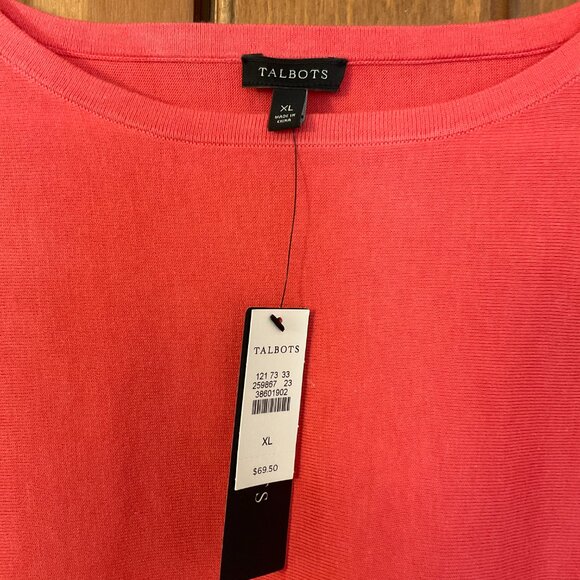 TALBOTS
XL
MADE IN
CHINA
TALBOTS
121 73 33
259867 23
38601902
XL
$69.50
S